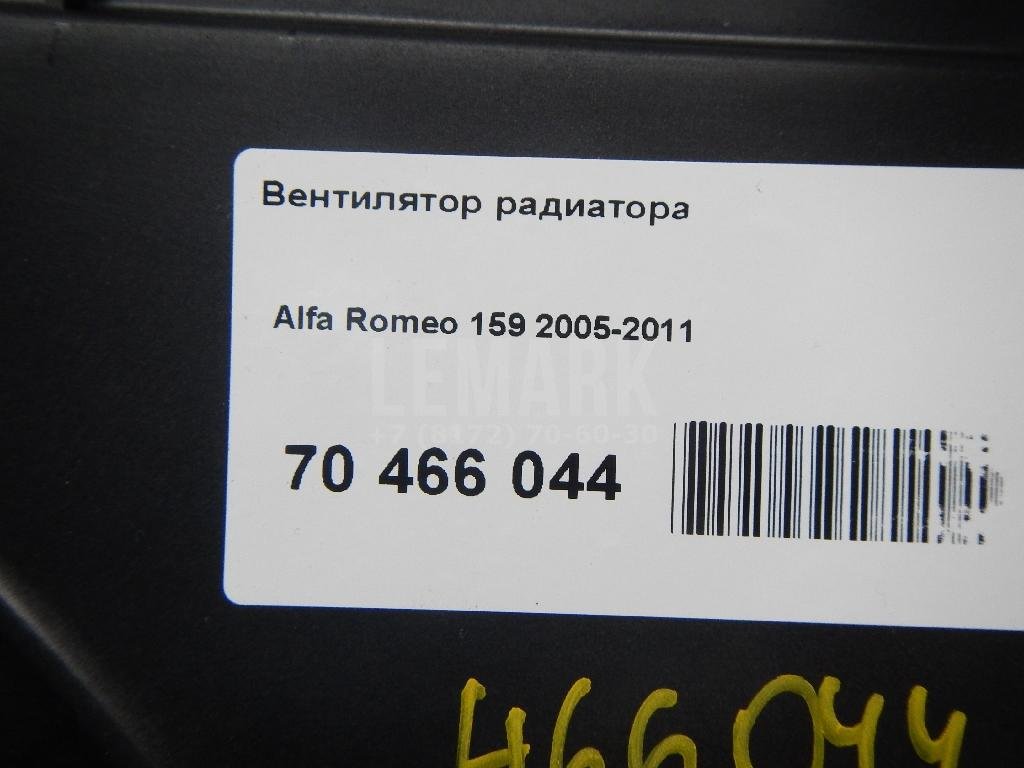 Вентилятор радиатора
Alfa Romeo 159 2005-2011
LEMARK
+7 (8172) 70-60-30
70 466 044
466044